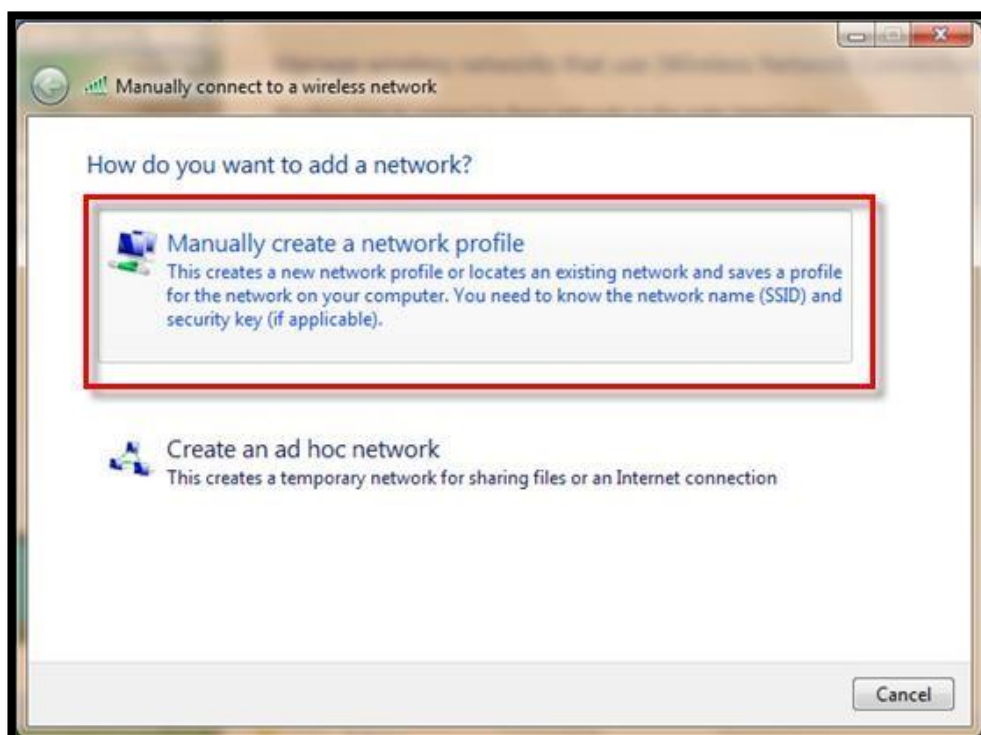 Manually connect to a wireless network
How do you want to add a network?
Manually create a network profile
This creates a new network profile or locates an existing network and saves a profile
for the network on your computer. You need to know the network name (SSID) and
security key (if applicable).
Create an ad hoc network
This creates a temporary network for sharing files or an Internet connection
Cancel